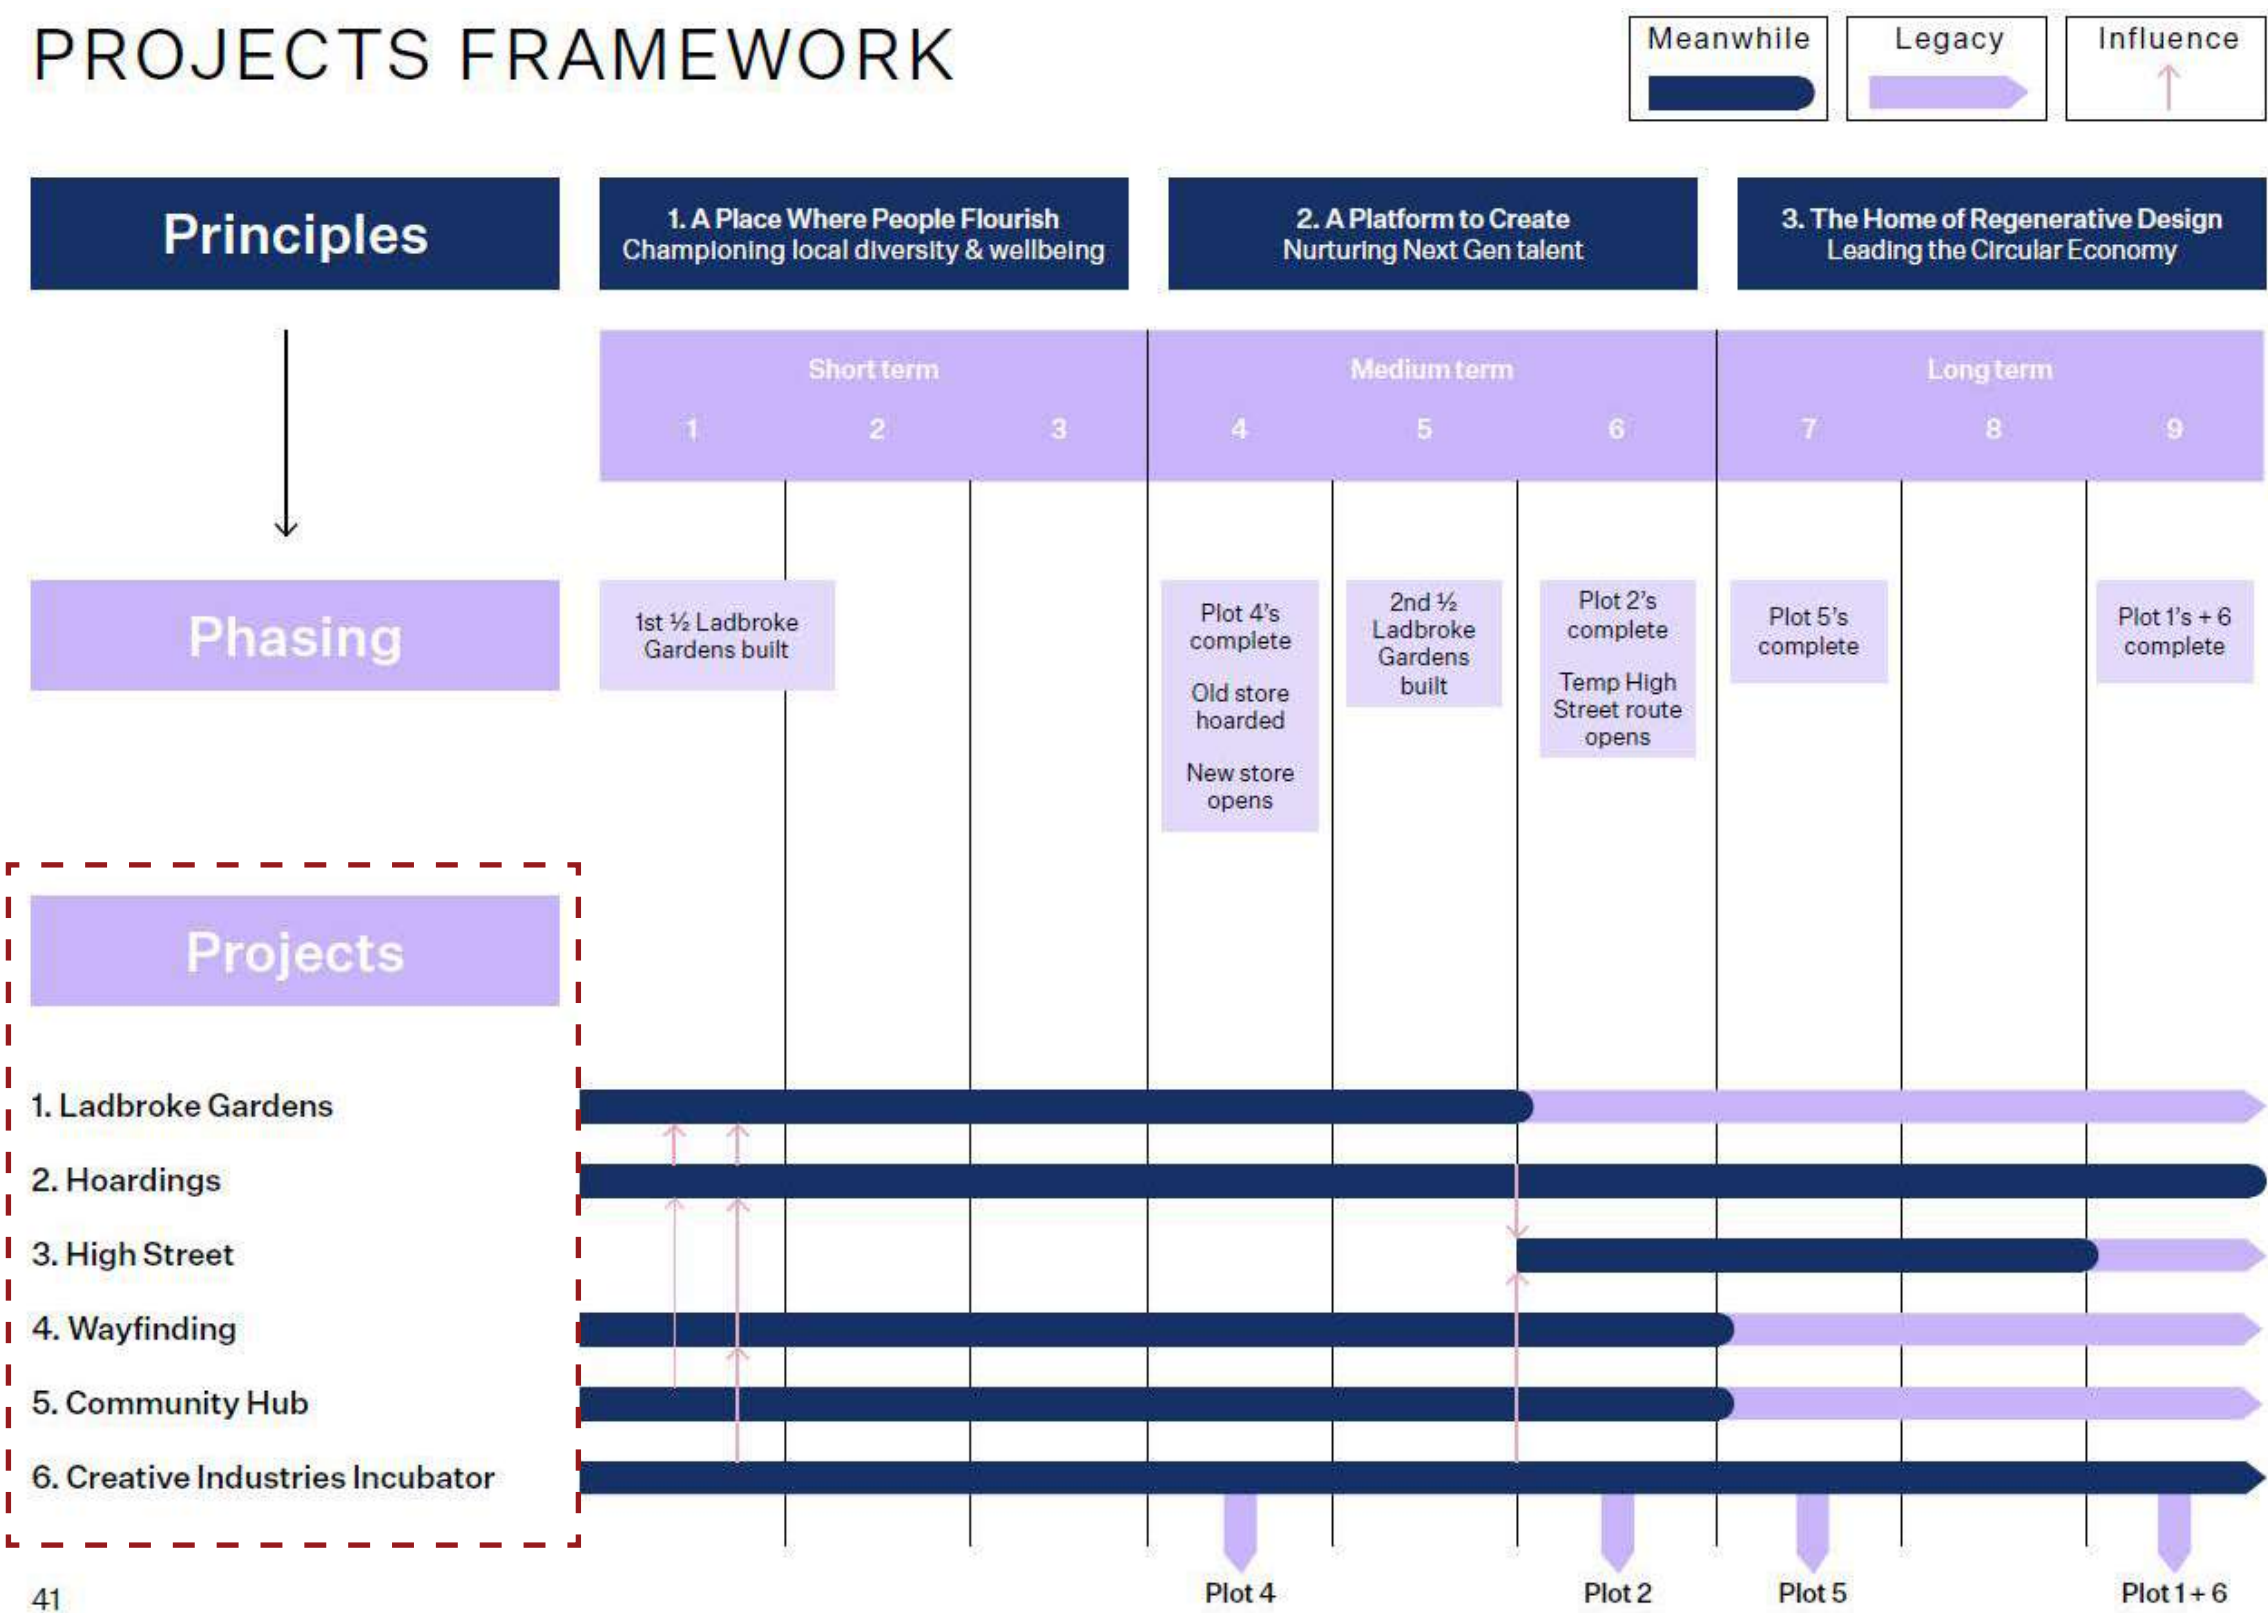 PROJECTS FRAMEWORK
Meanwhile
Legacy
Influence
Principles
1. A Place Where People Flourish
Championing local diversity & wellbeing
2. A Platform to Create
Nurturing Next Gen talent
3. The Home of Regenerative Design
Leading the Circular Economy
Short term
Medium term
Long term
1
2
3
4
5
6
7
8
9
Phasing
1st ½ Ladbroke
Gardens built
Plot 4's
complete
Old store
hoarded
New store
opens
2nd ½
Ladbroke
Gardens
built
Plot 2's
complete
Temp High
Street route
opens
Plot 5's
complete
Plot 1's + 6
complete
Projects
1. Ladbroke Gardens
2. Hoardings
3. High Street
4. Wayfinding
5. Community Hub
6. Creative Industries Incubator
Plot 4
Plot 2
Plot 5
Plot 1 + 6
41